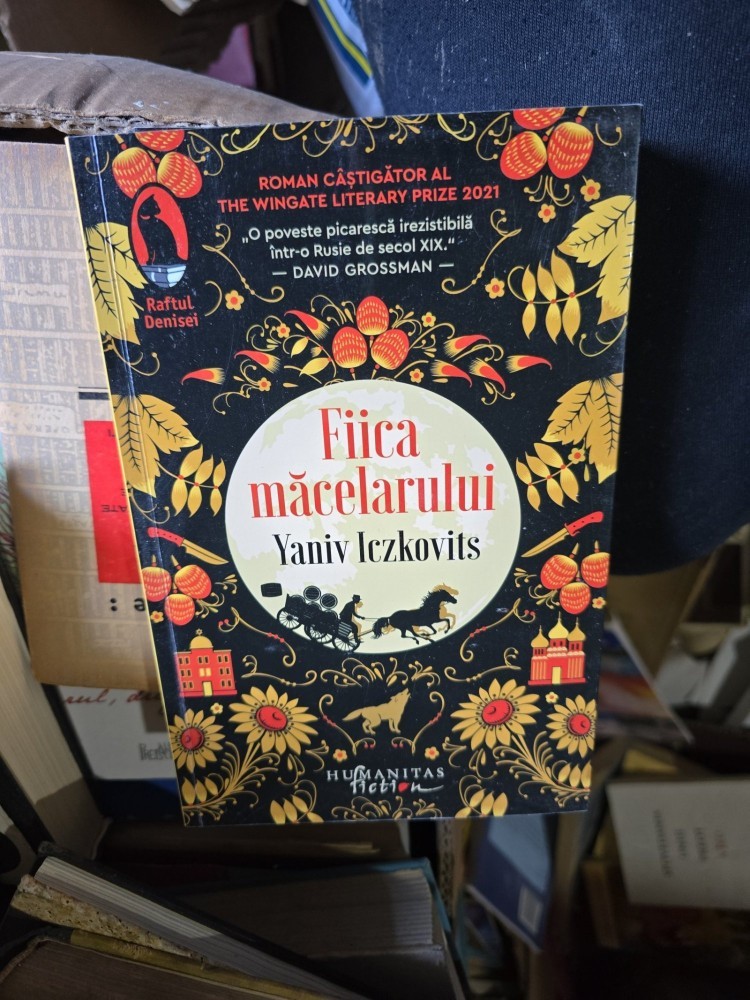 ROMAN CÂȘTIGĂTOR AL
THE WINGATE LITERARY PRIZE 2021
„O poveste picarescă irezistibilă
într-o Rusie de secol XIX.“
— DAVID GROSSMAN —
Raftul
Denisei
Fiica
măcelarului
Yaniv Iczkovits
HUMANITAS
fiction